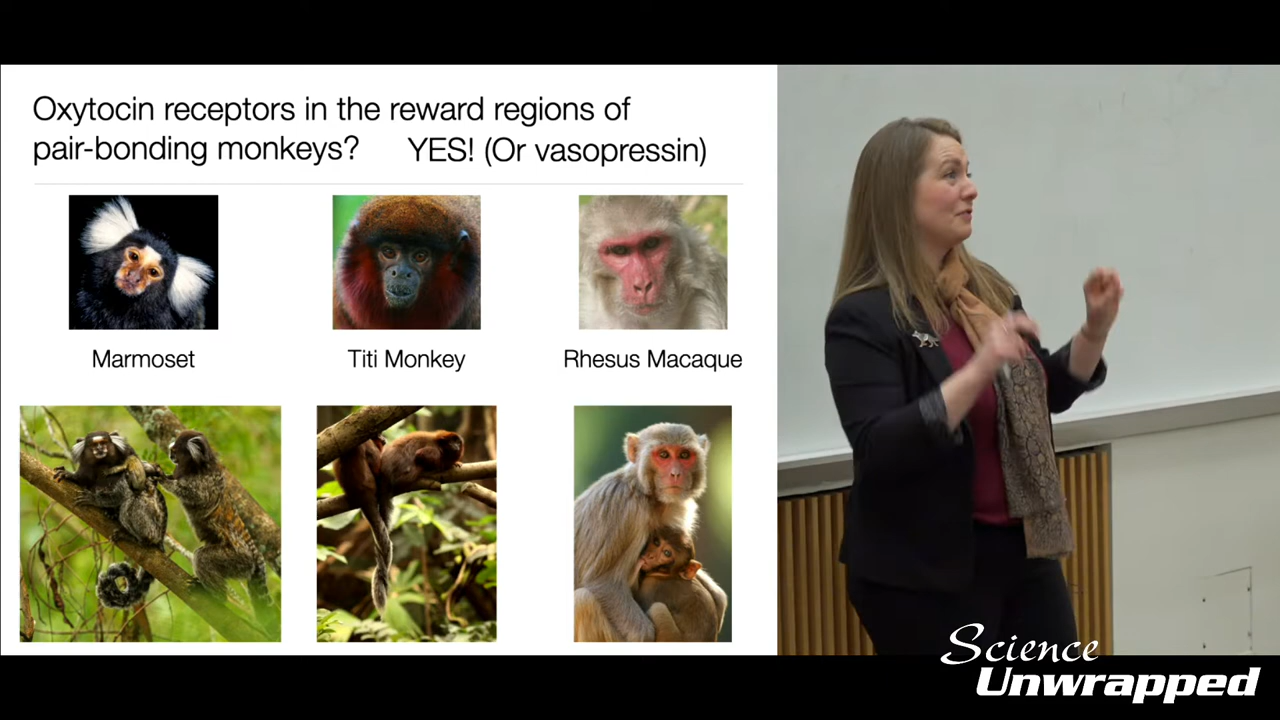 Oxytocin receptors in the reward regions of
pair-bonding monkeys? YES! (Or vasopressin)
Marmoset
Titi Monkey
Rhesus Macaque
Science
Unwrapped